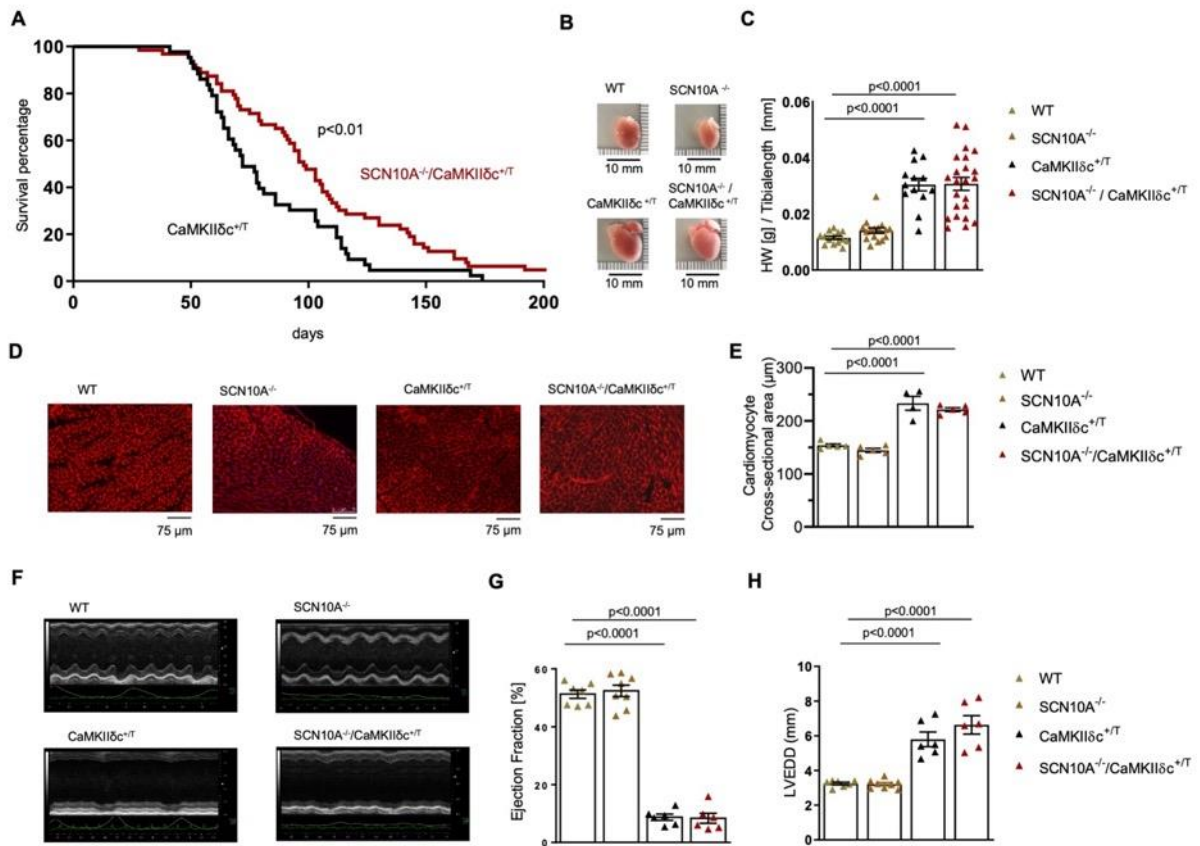 A
100
80
60
40
20
0
Survival percentage
0
50
100
150
200
days
p<0.01
SCN10A-/-/CaMKIIδc+/T
CaMKIIδc+/T
B
WT
SCN10A -/-
10 mm
10 mm
CaMKIIδc +/T
SCN10A-/- /
CaMKIIδc +/T
10 mm
10 mm
C
p<0.0001
p<0.0001
0.06
0.04
0.02
0.00
HW [g] / Tibialength [mm]
WT
SCN10A-/-
CaMKIIδc+/T
SCN10A-/- / CaMKIIδc+/T
D
WT
SCN10A-/-
CaMKIIδc+/T
SCN10A-/-/CaMKIIδc+/T
75 µm
75 µm
75 µm
75 µm
E
p<0.0001
p<0.0001
300
200
100
0
Cardiomyocyte
Cross-sectional area (µm)
WT
SCN10A-/-
CaMKIIδc+/T
SCN10A-/-/CaMKIIδc+/T
F
WT
SCN10A-/-
CaMKIIδc+/T
SCN10A-/-/CaMKIIδc+/T
G
p<0.0001
p<0.0001
60
40
20
0
Ejection Fraction [%]
H
p<0.0001
p<0.0001
10
8
6
4
2
0
LVEDD (mm)
WT
SCN10A-/-
CaMKIIδc+/T
SCN10A-/-/CaMKIIδc+/T